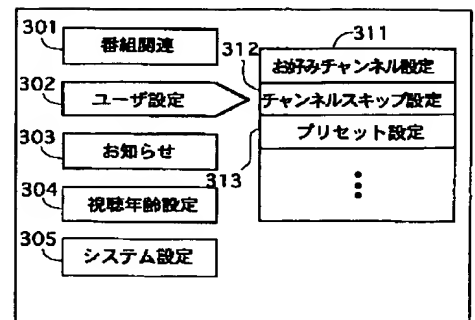 301
番組関連
302
ユーザ設定
303
お知らせ
304
視聴年齢設定
305
システム設定
311
お好みチャンネル設定
312
チャンネルスキップ設定
313
プリセット設定